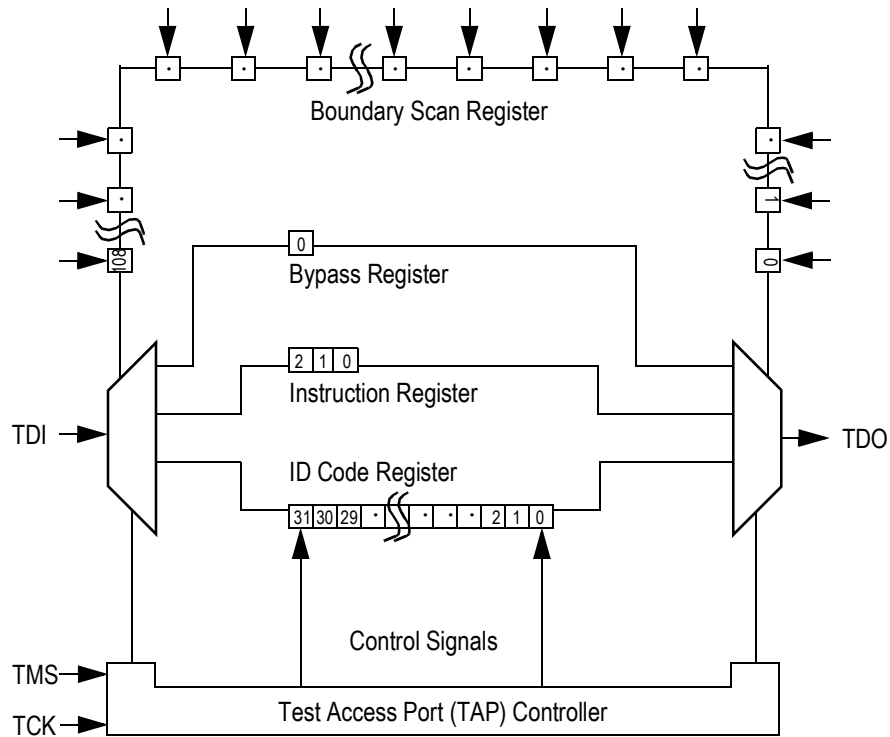 · · · · · · · ·
Boundary Scan Register
· ·
· 1
108 0
0
Bypass Register
2 1 0
Instruction Register
TDI TDO
ID Code Register
31 30 29 · · · · 2 1 0
Control Signals
TMS
Test Access Port (TAP) Controller
TCK